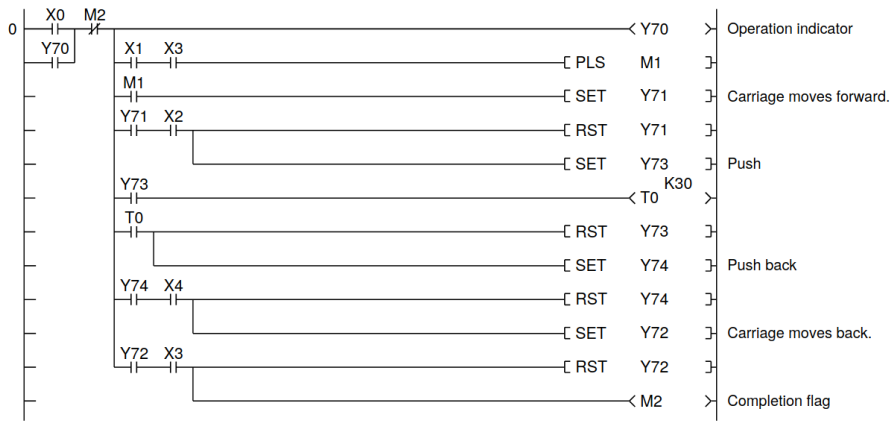 X0 M2
0 Y70 Operation indicator
Y70 X1 X3
PLS M1
M1
SET Y71 Carriage moves forward.
Y71 X2
RST Y71
SET Y73 Push
Y73 K30
T0
T0
RST Y73
SET Y74 Push back
Y74 X4
RST Y74
SET Y72 Carriage moves back.
Y72 X3
RST Y72
M2 Completion flag